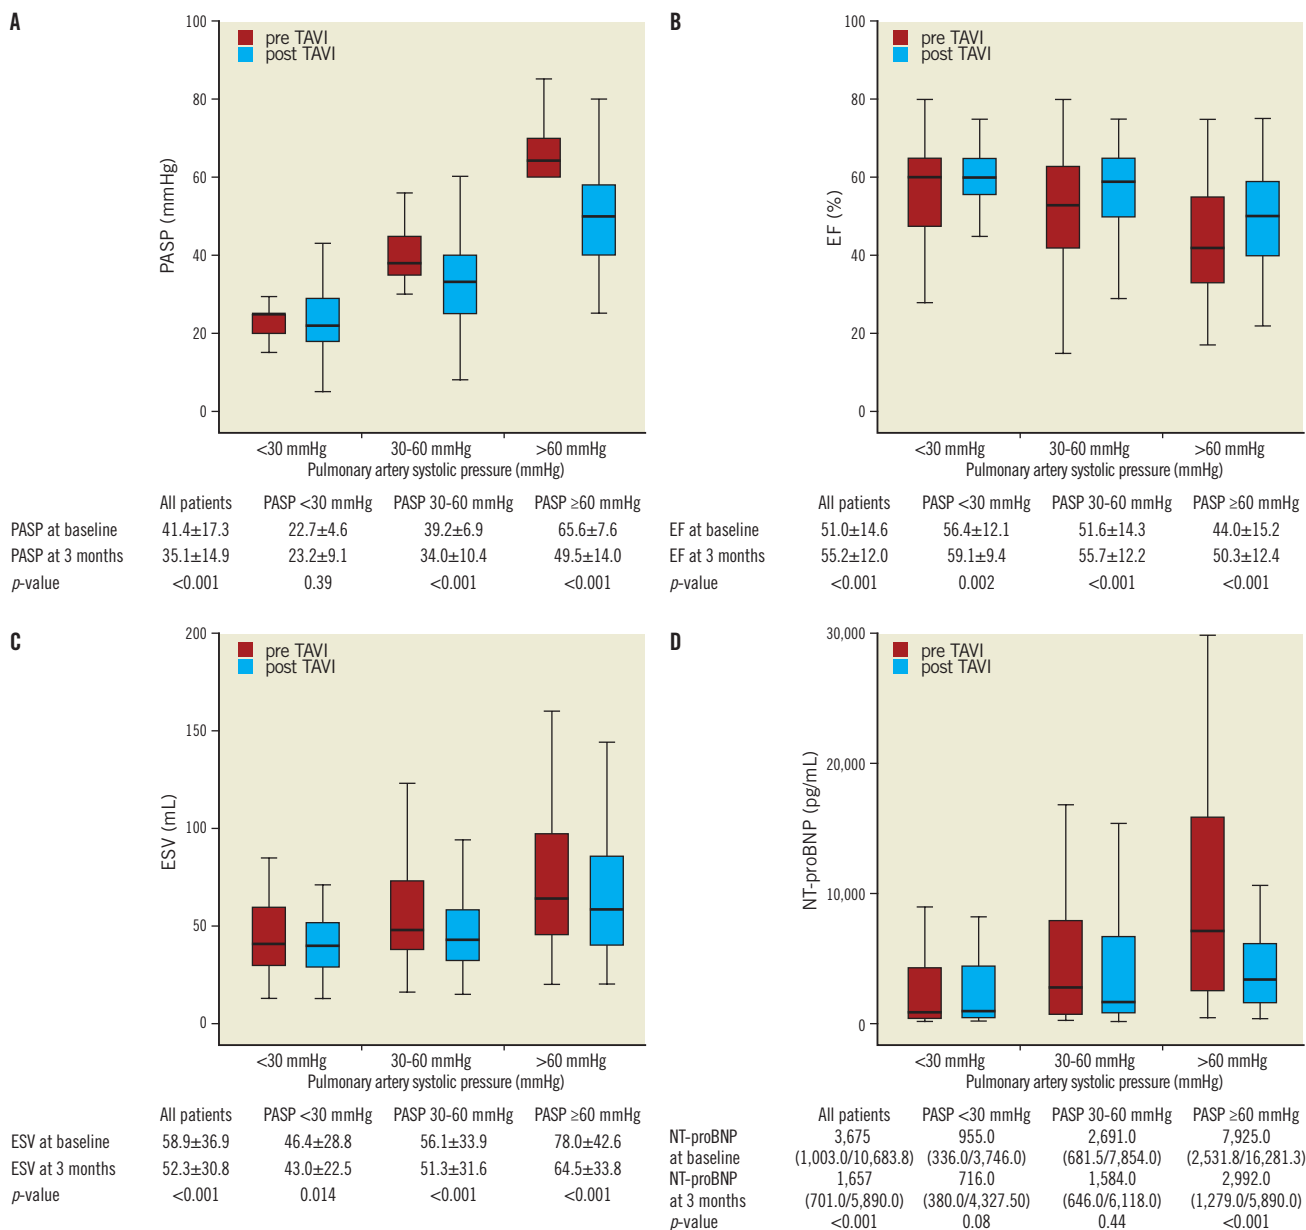 A
pre TAVI
post TAVI
100
80
60
40
20
0
PASP (mmHg)
<30 mmHg 30-60 mmHg >60 mmHg
Pulmonary artery systolic pressure (mmHg)
All patients PASP <30 mmHg PASP 30-60 mmHg PASP ≥60 mmHg
PASP at baseline 41.4±17.3 22.7±4.6 39.2±6.9 65.6±7.6
PASP at 3 months 35.1±14.9 23.2±9.1 34.0±10.4 49.5±14.0
p-value <0.001 0.39 <0.001 <0.001
B
pre TAVI
post TAVI
100
80
60
40
20
0
EF (%)
<30 mmHg 30-60 mmHg >60 mmHg
Pulmonary artery systolic pressure (mmHg)
All patients PASP <30 mmHg PASP 30-60 mmHg PASP ≥60 mmHg
EF at baseline 51.0±14.6 56.4±12.1 51.6±14.3 44.0±15.2
EF at 3 months 55.2±12.0 59.1±9.4 55.7±12.2 50.3±12.4
p-value <0.001 0.002 <0.001 <0.001
C
pre TAVI
post TAVI
200
150
100
50
0
ESV (mL)
<30 mmHg 30-60 mmHg >60 mmHg
Pulmonary artery systolic pressure (mmHg)
All patients PASP <30 mmHg PASP 30-60 mmHg PASP ≥60 mmHg
ESV at baseline 58.9±36.9 46.4±28.8 56.1±33.9 78.0±42.6
ESV at 3 months 52.3±30.8 43.0±22.5 51.3±31.6 64.5±33.8
p-value <0.001 0.014 <0.001 <0.001
D
pre TAVI
post TAVI
30,000
20,000
10,000
0
NT-proBNP (pg/mL)
<30 mmHg 30-60 mmHg >60 mmHg
Pulmonary artery systolic pressure (mmHg)
All patients PASP <30 mmHg PASP 30-60 mmHg PASP ≥60 mmHg
NT-proBNP 3,675 955.0 2,691.0 7,925.0
at baseline (1,003.0/10,683.8) (336.0/3,746.0) (681.5/7,854.0) (2,531.8/16,281.3)
NT-proBNP 1,657 716.0 1,584.0 2,992.0
at 3 months (701.0/5,890.0) (380.0/4,327.50) (646.0/6,118.0) (1,279.0/5,890.0)
p-value <0.001 0.08 0.44 <0.001